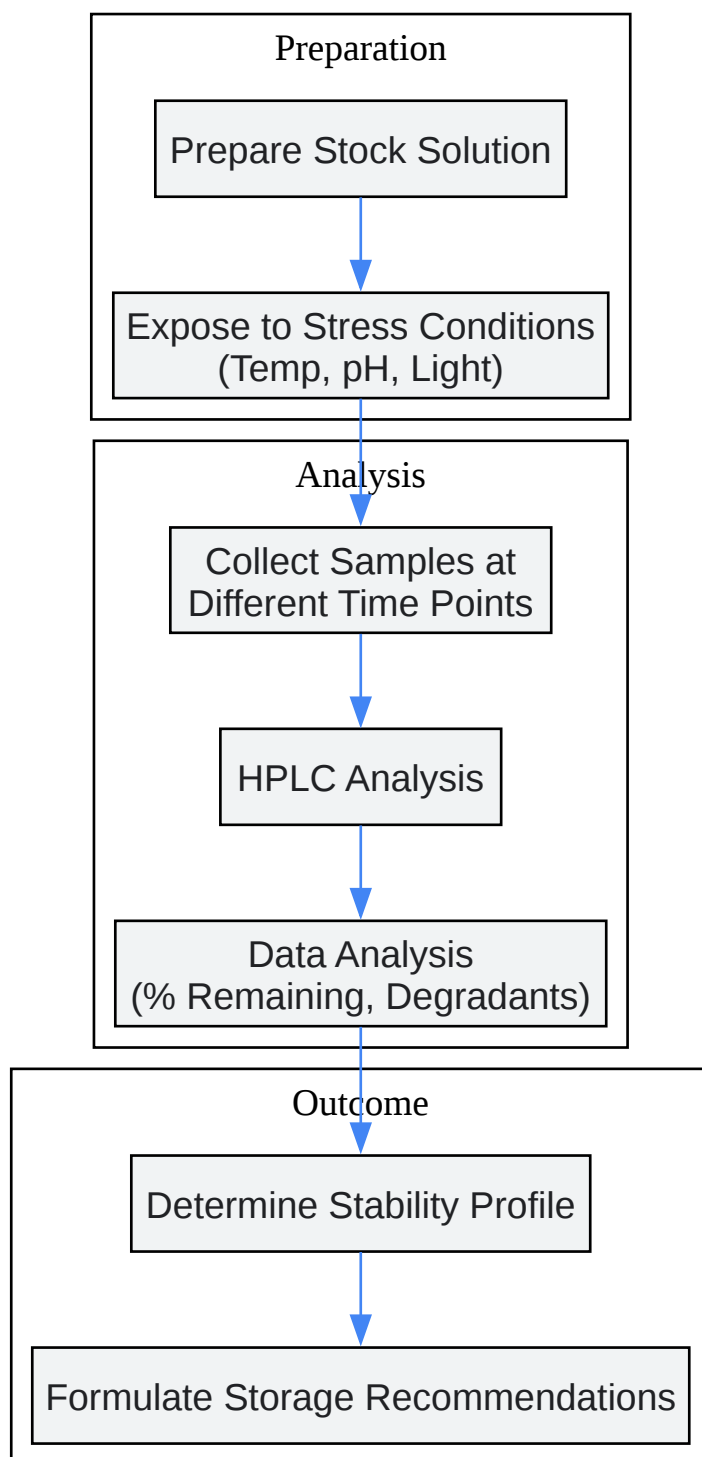 Preparation
Prepare Stock Solution
Expose to Stress Conditions
(Temp, pH, Light)
Analysis
Collect Samples at
Different Time Points
HPLC Analysis
Data Analysis
(% Remaining, Degradants)
Outcome
Determine Stability Profile
Formulate Storage Recommendations